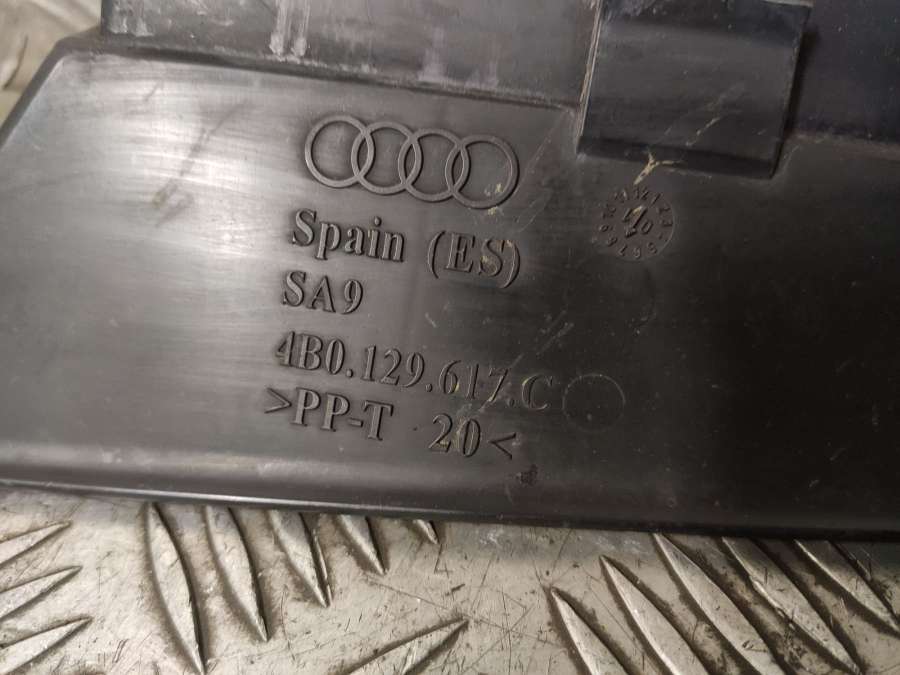 Spain (ES)
SA9
4B0.129.617.C
>PP-T 20<